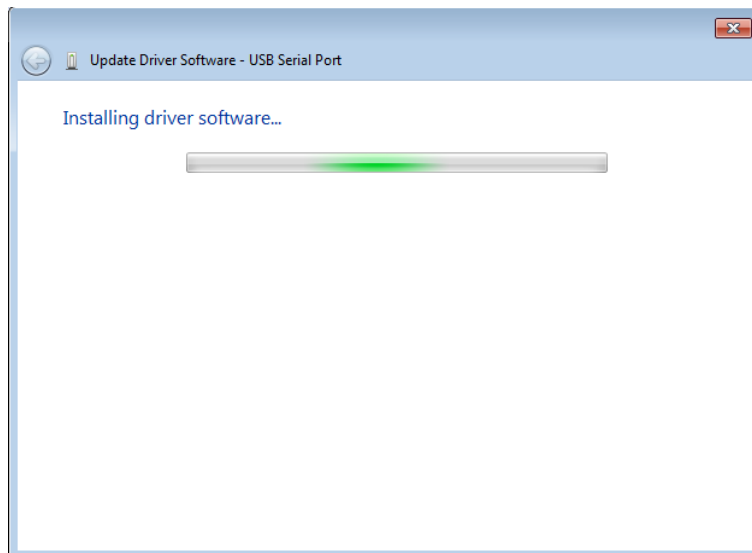 Update Driver Software - USB Serial Port
Installing driver software...